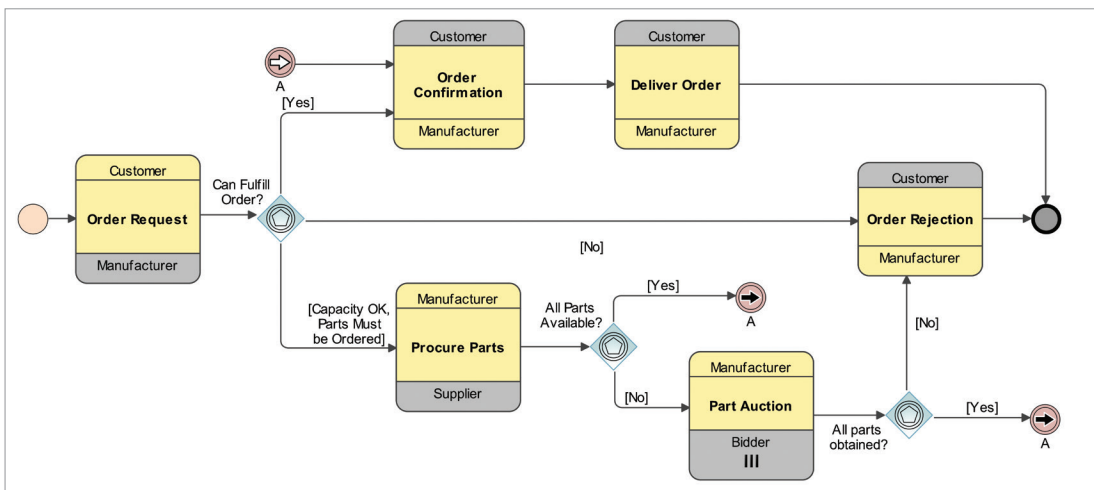 Customer
Order
Confirmation
Manufacturer
Customer
Deliver Order
Manufacturer
A
[Yes]
Customer
Order Request
Manufacturer
Can Fulfill
Order?
Customer
Order Rejection
Manufacturer
[No]
[Capacity OK,
Parts Must
be Ordered]
Manufacturer
Procure Parts
Supplier
All Parts
Available?
[Yes]
A
[No]
Manufacturer
Part Auction
Bidder
All parts
obtained?
[No]
[Yes]
A